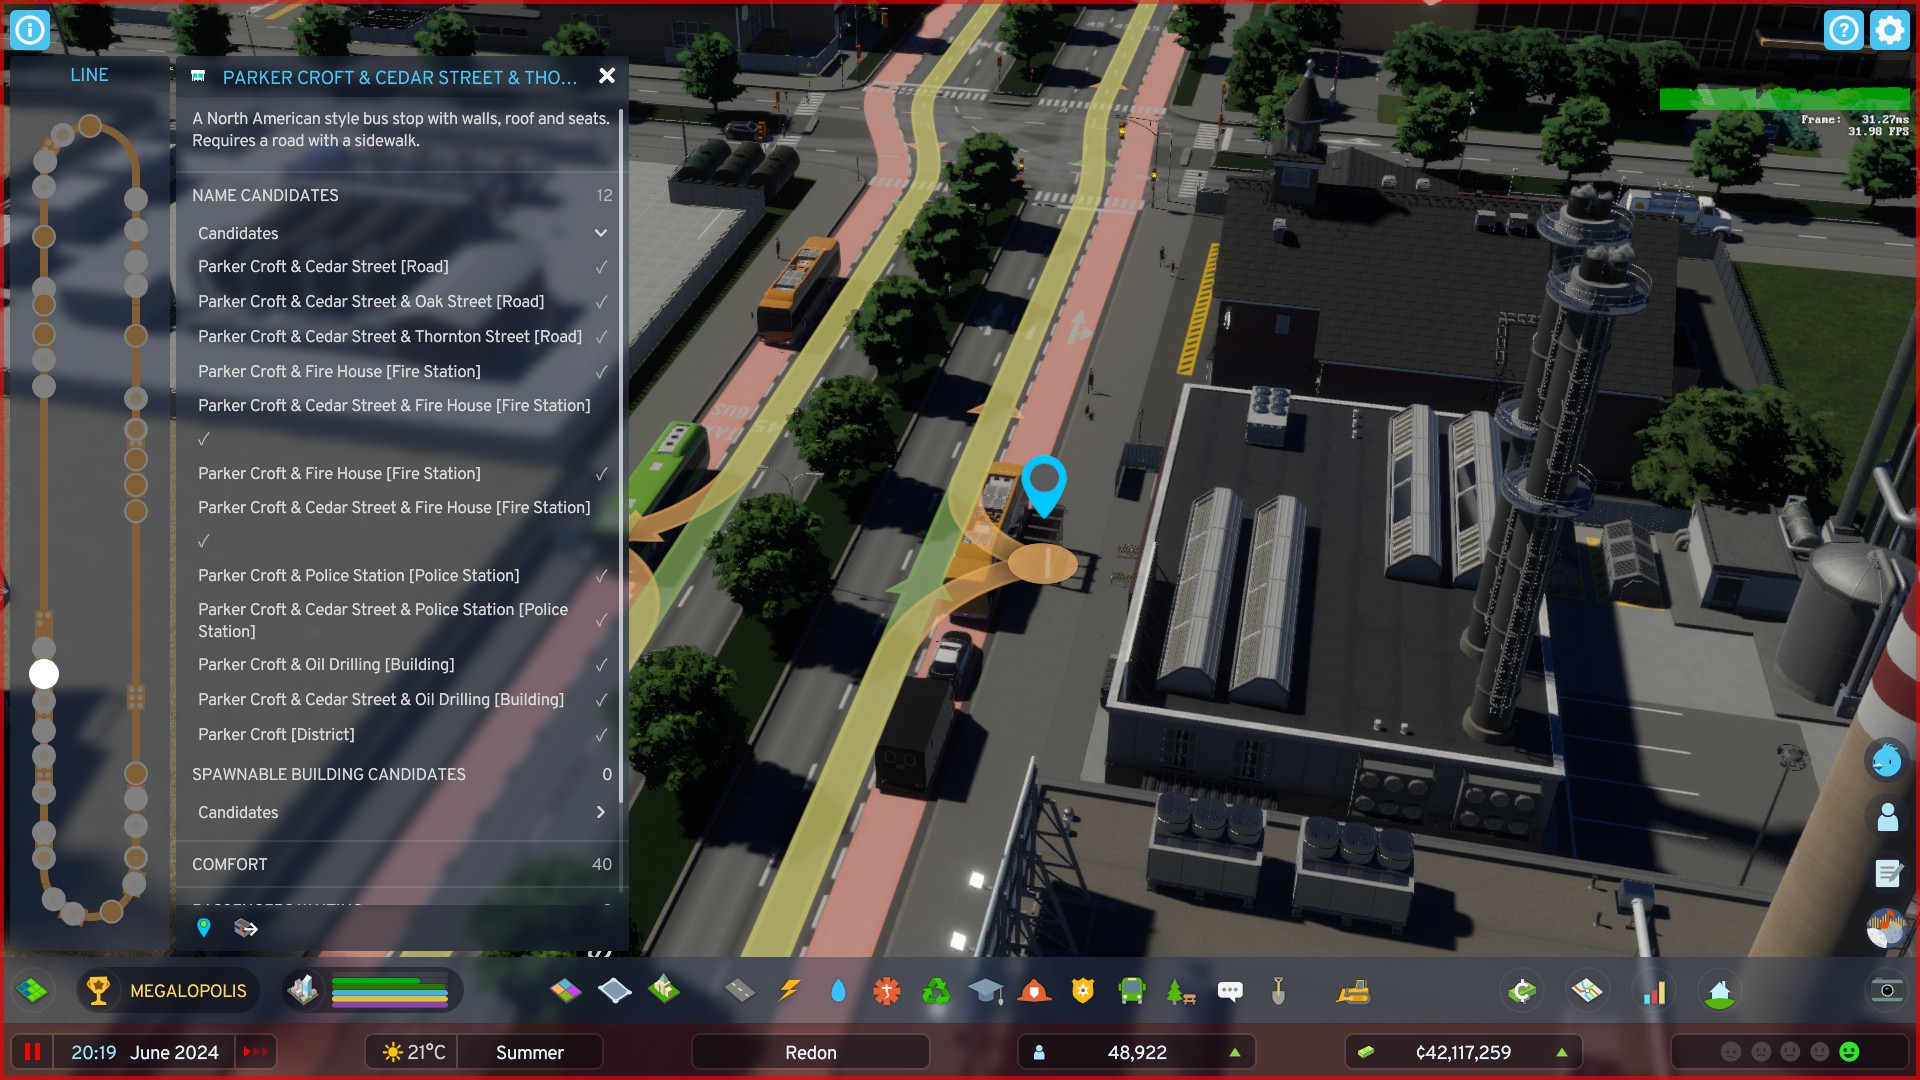 LINE
PARKER CROFT & CEDAR STREET & THO...
A North American style bus stop with walls, roof and seats.
Requires a road with a sidewalk.
NAME CANDIDATES 12
Candidates
Parker Croft & Cedar Street [Road]
Parker Croft & Cedar Street & Oak Street [Road]
Parker Croft & Cedar Street & Thornton Street [Road]
Parker Croft & Fire House [Fire Station]
Parker Croft & Cedar Street & Fire House [Fire Station]
Parker Croft & Fire House [Fire Station]
Parker Croft & Cedar Street & Fire House [Fire Station]
Parker Croft & Police Station [Police Station]
Parker Croft & Cedar Street & Police Station [Police
Station]
Parker Croft & Oil Drilling [Building]
Parker Croft & Cedar Street & Oil Drilling [Building]
Parker Croft [District]
SPAWNABLE BUILDING CANDIDATES 0
Candidates
COMFORT 40
Frame: 31.27ms
31.98 FPS
BUS
MEGALOPOLIS
20:19 June 2024
21°C Summer
Redon
48,922
¢42,117,259